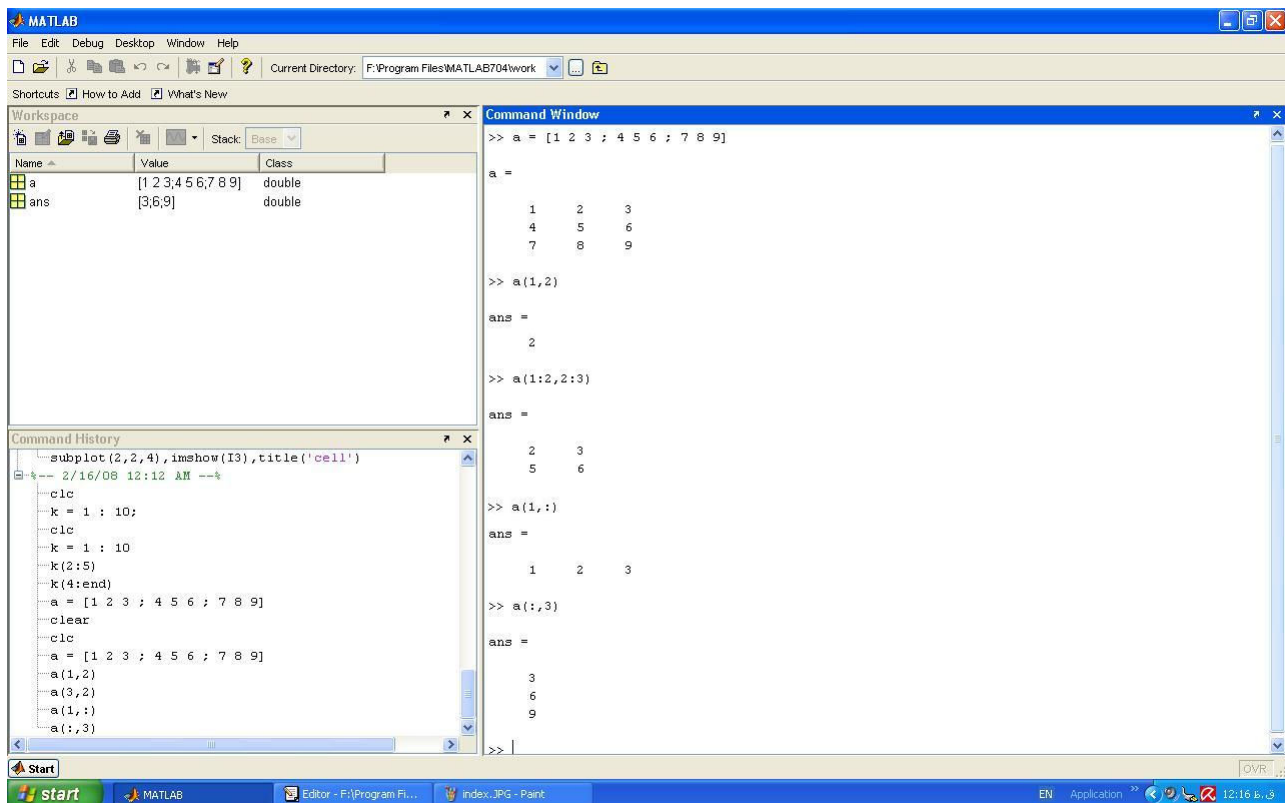 MATLAB
File Edit Debug Desktop Window Help
Current Directory: F:\Program Files\MATLAB704\work
Shortcuts How to Add What's New
Workspace
Stack: Base
Name Value Class
a [1 2 3;4 5 6;7 8 9] double
ans [3;6;9] double
Command History
subplot(2,2,4),imshow(I3),title('cell')
%-- 2/16/08 12:12 AM --%
clc
k = 1 : 10;
clc
k = 1 : 10
k(2:5)
k(4:end)
a = [1 2 3 ; 4 5 6 ; 7 8 9]
clear
clc
a = [1 2 3 ; 4 5 6 ; 7 8 9]
a(1,2)
a(3,2)
a(1,:)
a(:,3)
Command Window
>> a = [1 2 3 ; 4 5 6 ; 7 8 9]
a =
1 2 3
4 5 6
7 8 9
>> a(1,2)
ans =
2
>> a(1:2,2:3)
ans =
2 3
5 6
>> a(1,:)
ans =
1 2 3
>> a(:,3)
ans =
3
6
9
>>
Start
OVR
start MATLAB Editor - F:\Program Fi... index.JPG - Paint EN Application » 12:16 ق.ظ